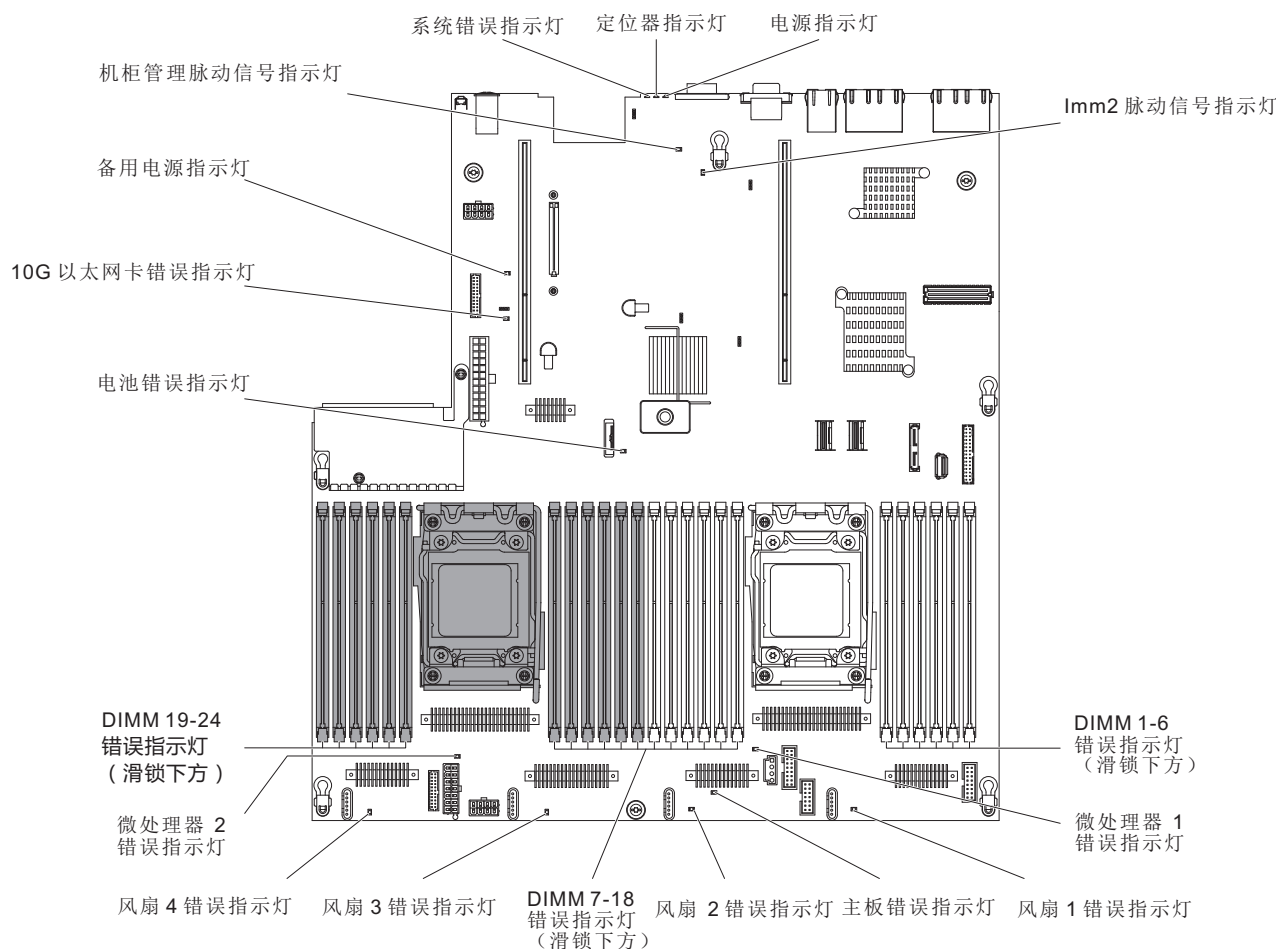 系统错误指示灯
定位器指示灯
电源指示灯
机柜管理脉动信号指示灯
Imm2 脉动信号指示灯
备用电源指示灯
10G 以太网卡错误指示灯
电池错误指示灯
DIMM 19-24
错误指示灯
（滑锁下方）
DIMM 1-6
错误指示灯
（滑锁下方）
微处理器 2
错误指示灯
微处理器 1
错误指示灯
风扇 4 错误指示灯
风扇 3 错误指示灯
DIMM 7-18
错误指示灯
（滑锁下方）
风扇 2 错误指示灯
主板错误指示灯
风扇 1 错误指示灯